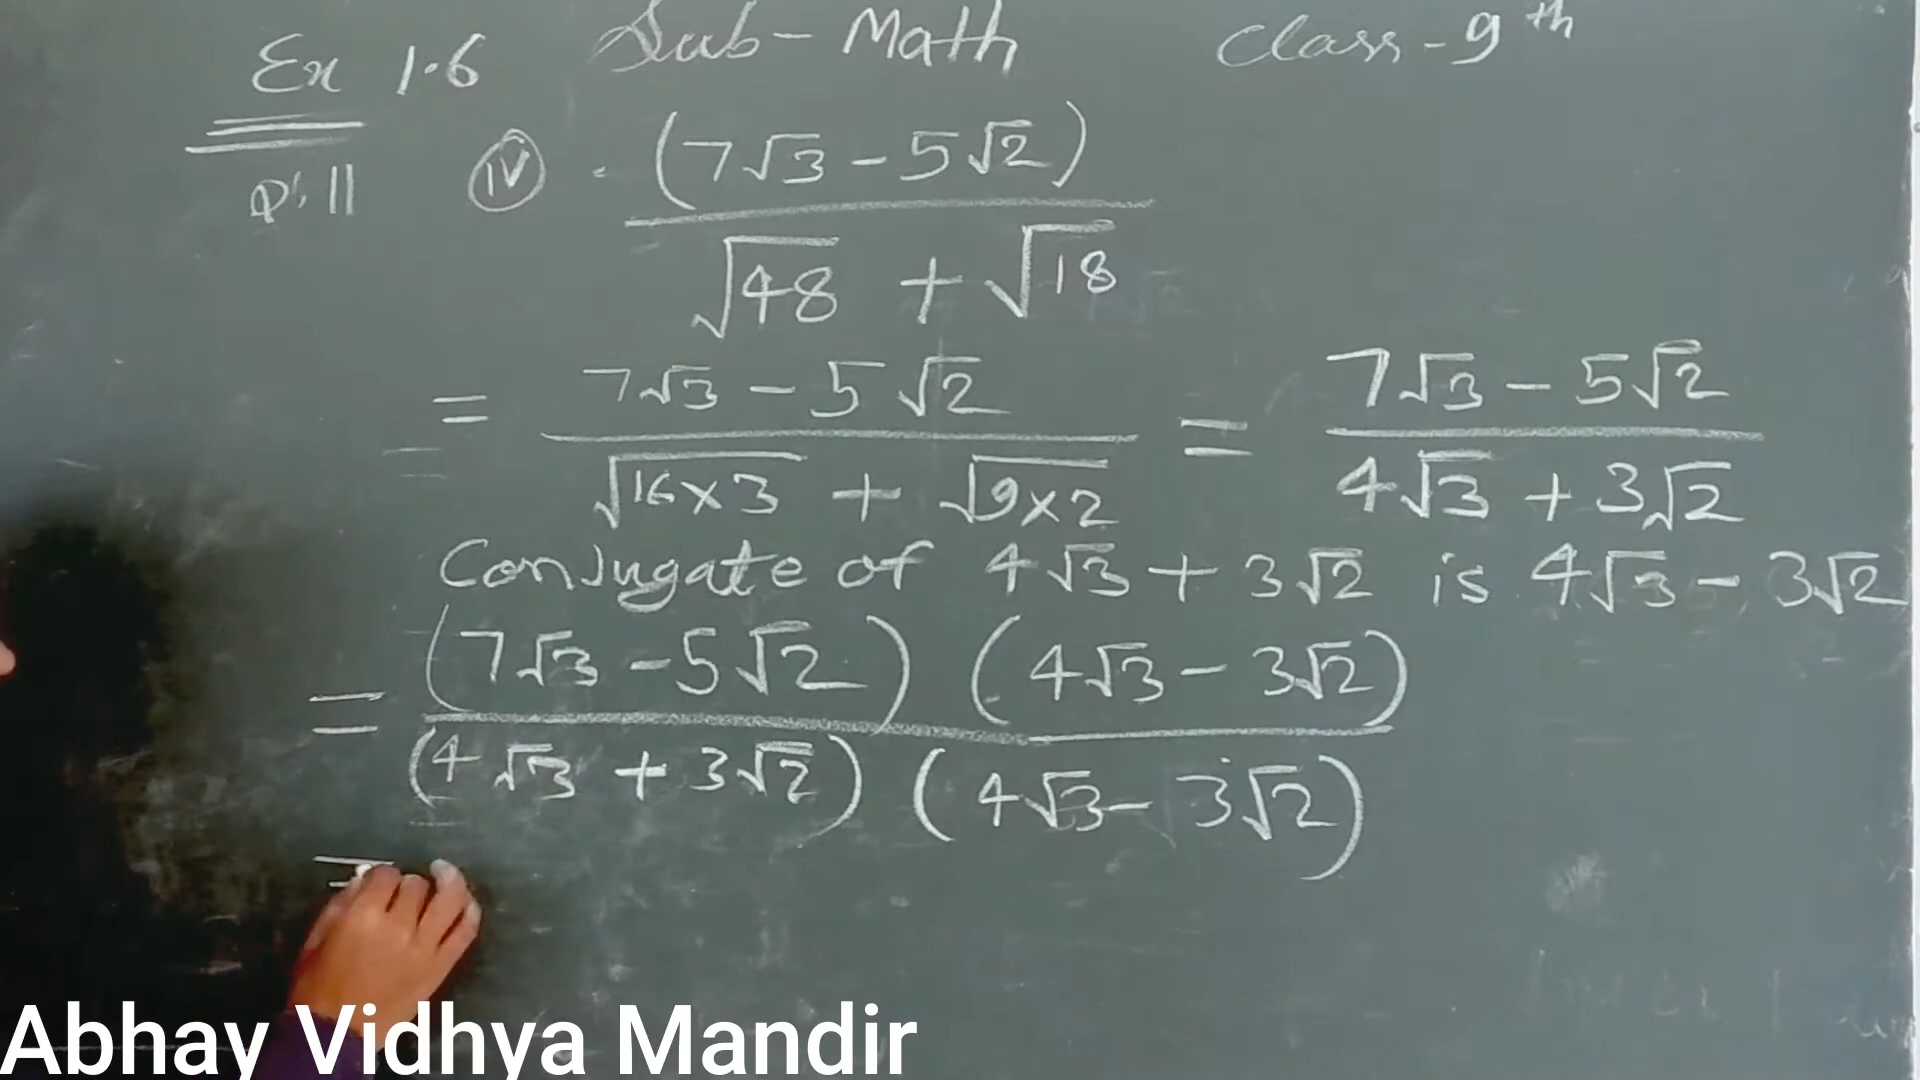 Ex 1.6 Sub - Math Class - 9th
Q. 11 (IV) . (7√3 - 5√2) / √48 + √18
= 7√3 - 5√2 / √16×3 + √9×2 = 7√3 - 5√2 / 4√3 + 3√2
Conjugate of 4√3 + 3√2 is 4√3 - 3√2
= (7√3 - 5√2) (4√3 - 3√2) / (4√3 + 3√2) (4√3 - 3√2)
=
Abhay Vidhya Mandir